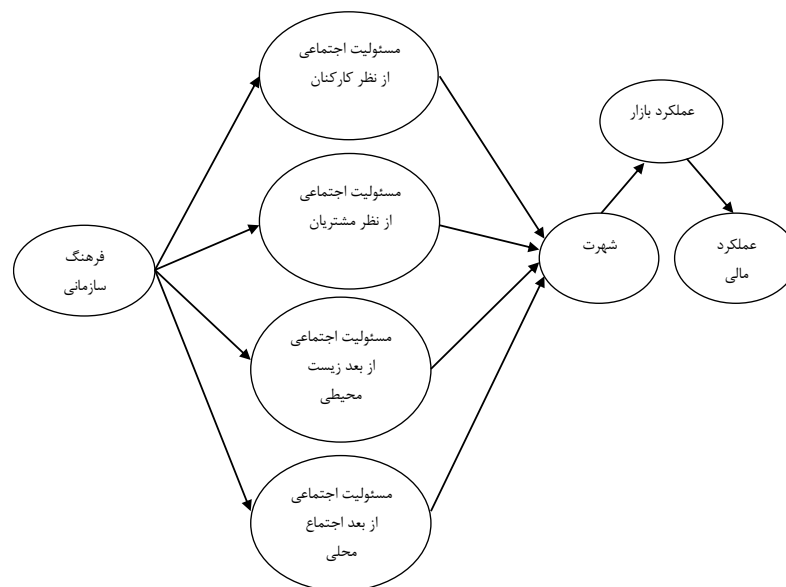 مسئولیت اجتماعی
از نظر کارکنان
عملکرد بازار
مسئولیت اجتماعی
از نظر مشتریان
شهرت
عملکرد
مالی
فرهنگ
سازمانی
مسئولیت اجتماعی
از بعد زیست
محیطی
مسئولیت اجتماعی
از بعد اجتماع
محلی